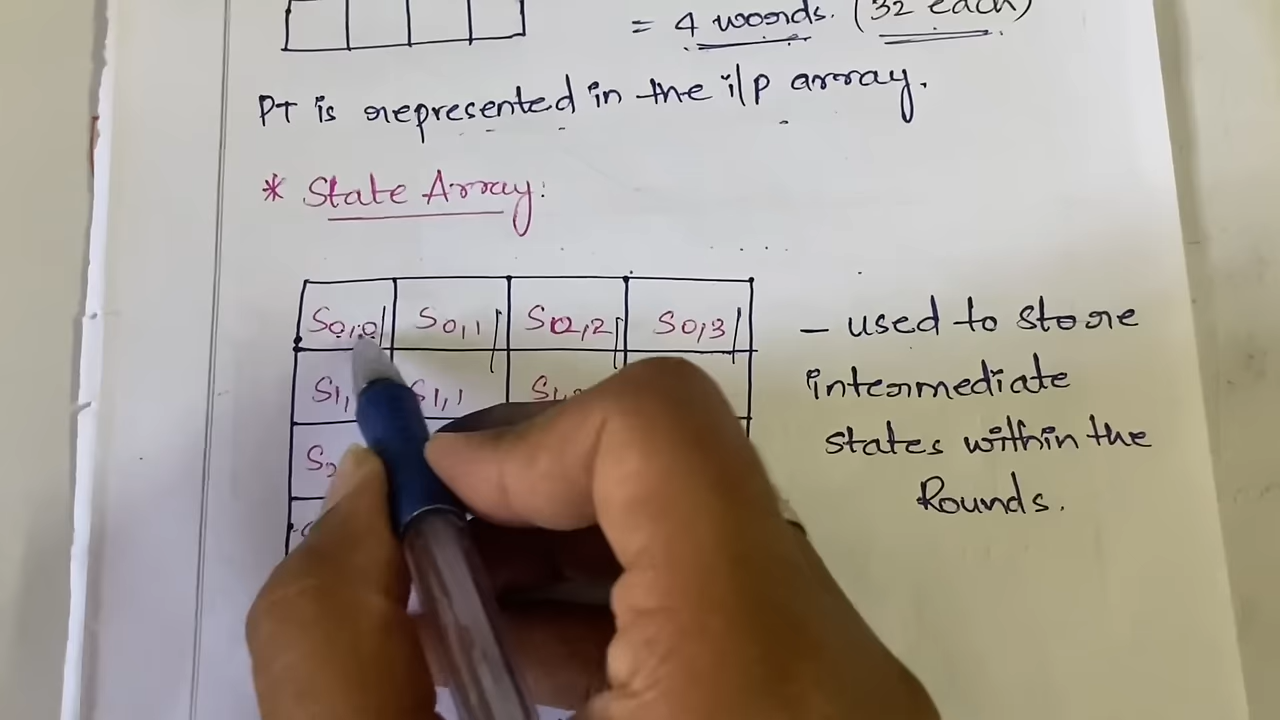 = 4 words. (32 each)
PT is represented in the i/p array.
* State Array:
S0,0 S0,1 S0,2 S0,3
S1, S1,1
- used to store
intermediate
states within the
Rounds.